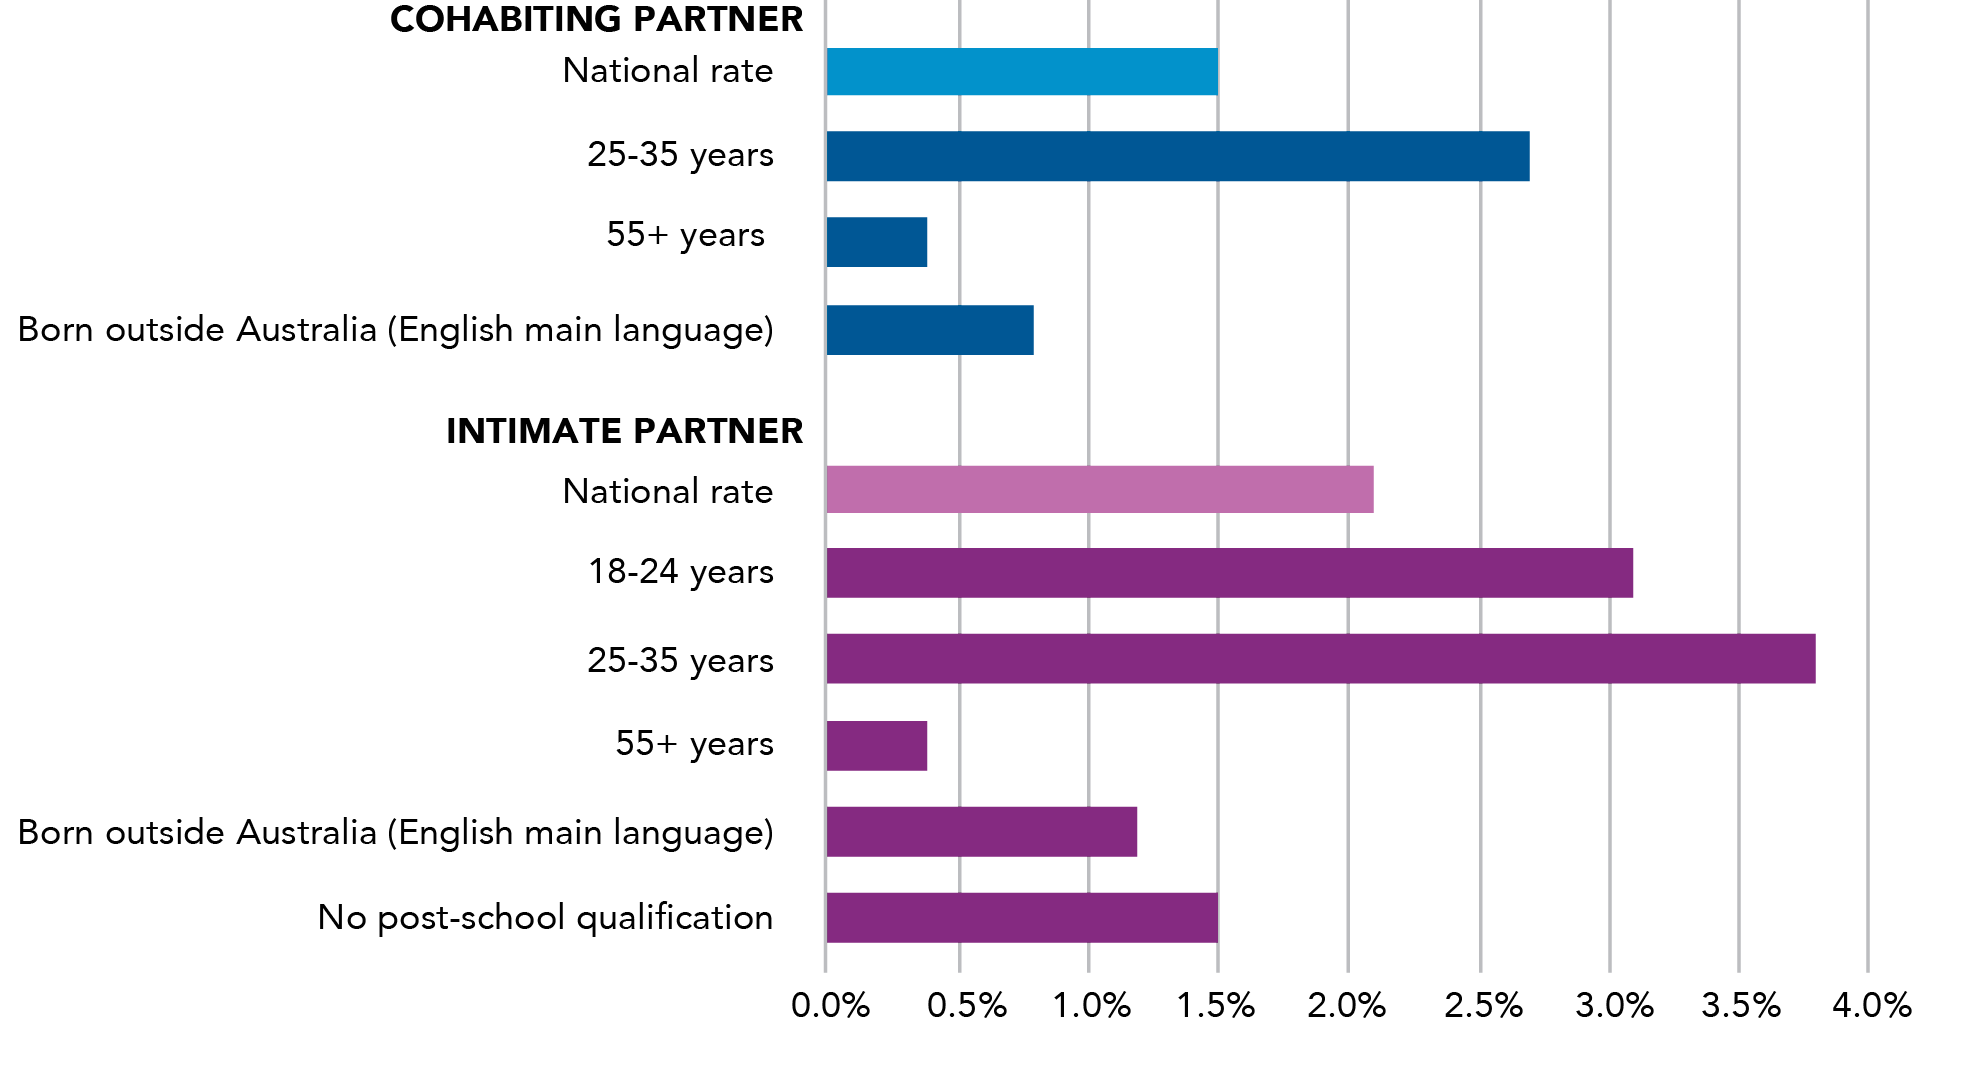 COHABITING PARTNER
National rate
25-35 years
55+ years
Born outside Australia (English main language)
INTIMATE PARTNER
National rate
18-24 years
25-35 years
55+ years
Born outside Australia (English main language)
No post-school qualification
0.0% 0.5% 1.0% 1.5% 2.0% 2.5% 3.0% 3.5% 4.0%